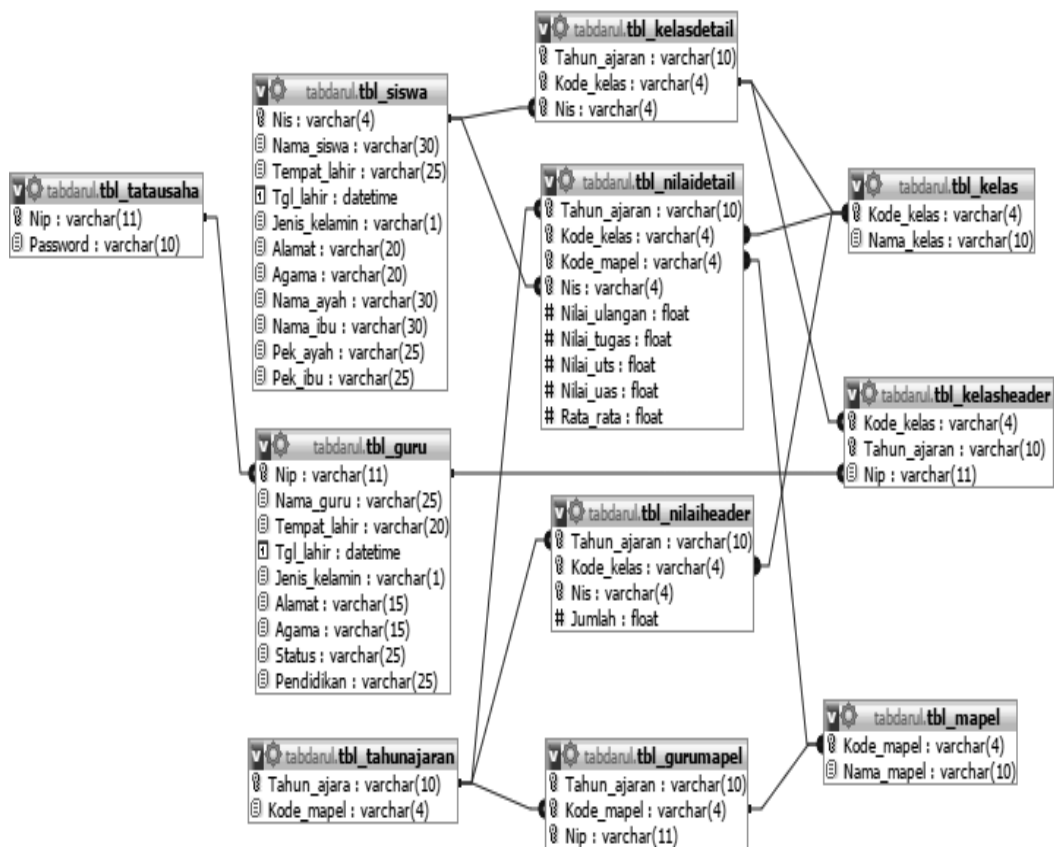 tabdarul.tbl_kelasdetail
Tahun_ajaran : varchar(10)
Kode_kelas : varchar(4)
Nis : varchar(4)
tabdarul.tbl_siswa
Nis : varchar(4)
Nama_siswa : varchar(30)
Tempat_lahir : varchar(25)
Tgl_lahir : datetime
Jenis_kelamin : varchar(1)
Alamat : varchar(20)
Agama : varchar(20)
Nama_ayah : varchar(30)
Nama_ibu : varchar(30)
Pek_ayah : varchar(25)
Pek_ibu : varchar(25)
tabdarul.tbl_tatausaha
Nip : varchar(11)
Password : varchar(10)
tabdarul.tbl_nilaidetail
Tahun_ajaran : varchar(10)
Kode_kelas : varchar(4)
Kode_mapel : varchar(4)
Nis : varchar(4)
# Nilai_ulangan : float
# Nilai_tugas : float
# Nilai_uts : float
# Nilai_uas : float
# Rata_rata : float
tabdarul.tbl_kelas
Kode_kelas : varchar(4)
Nama_kelas : varchar(10)
tabdarul.tbl_kelasheader
Kode_kelas : varchar(4)
Tahun_ajaran : varchar(10)
Nip : varchar(11)
tabdarul.tbl_guru
Nip : varchar(11)
Nama_guru : varchar(25)
Tempat_lahir : varchar(20)
Tgl_lahir : datetime
Jenis_kelamin : varchar(1)
Alamat : varchar(15)
Agama : varchar(15)
Status : varchar(25)
Pendidikan : varchar(25)
tabdarul.tbl_nilaiheader
Tahun_ajaran : varchar(10)
Kode_kelas : varchar(4)
Nis : varchar(4)
# Jumlah : float
tabdarul.tbl_mapel
Kode_mapel : varchar(4)
Nama_mapel : varchar(10)
tabdarul.tbl_tahunajaran
Tahun_ajara : varchar(10)
Kode_mapel : varchar(4)
tabdarul.tbl_gurumapel
Tahun_ajaran : varchar(10)
Kode_mapel : varchar(4)
Nip : varchar(11)